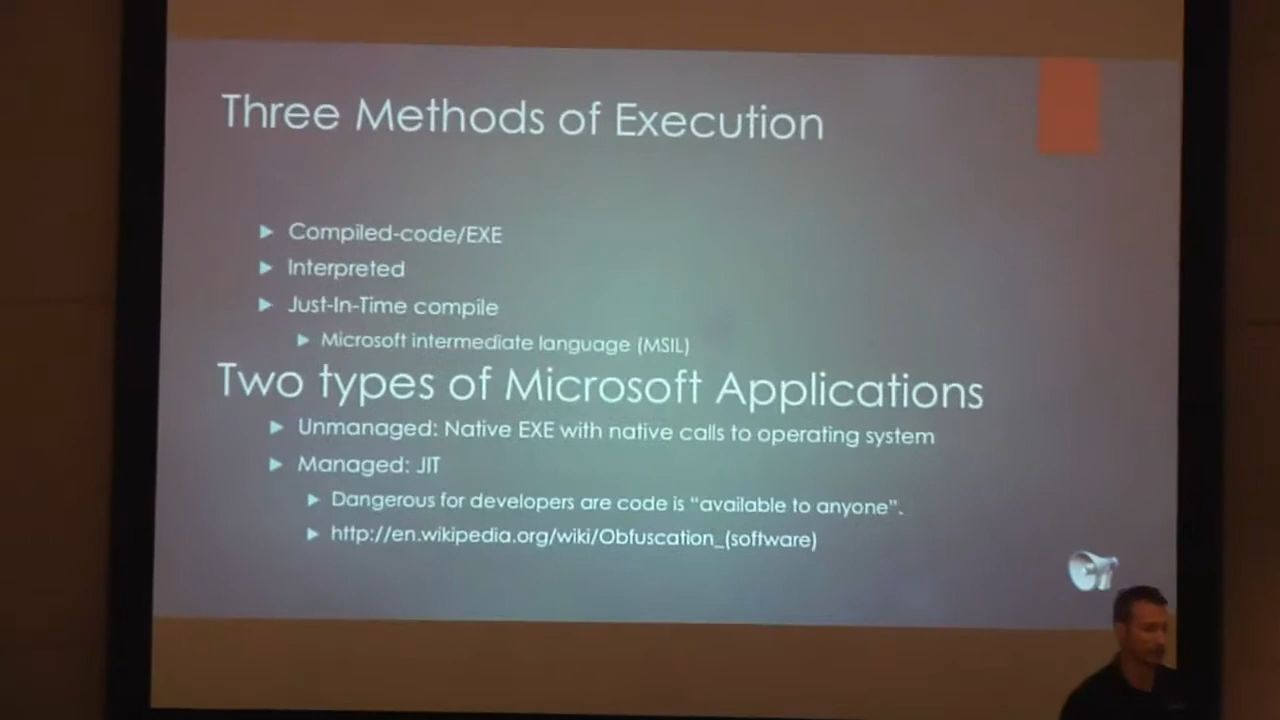 Three Methods of Execution
Compiled-code/EXE
Interpreted
Just-In-Time compile
Microsoft intermediate language (MSIL)
Two types of Microsoft Applications
Unmanaged: Native EXE with native calls to operating system
Managed: JIT
Dangerous for developers are code is “available to anyone”.
http://en.wikipedia.org/wiki/Obfuscation_(software)